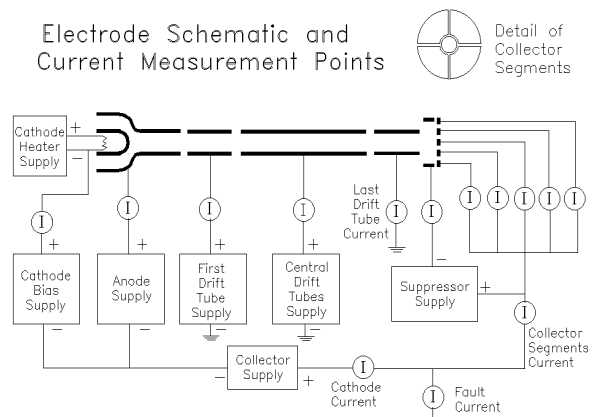 Electrode Schematic and
Current Measurement Points
Detail of
Collector
Segments
Cathode
Heater
Supply
+
−
I
I
I
I
I
I
I
I
I
I
Last
Drift
Tube
Current
+
+
+
+
−
+
Cathode
Bias
Supply
Anode
Supply
First
Drift
Tube
Supply
Central
Drift
Tubes
Supply
Suppressor
Supply
−
−
−
−
I
Collector
Segments
Current
Collector
Supply
−
+
I
Cathode
Current
I
Fault
Current